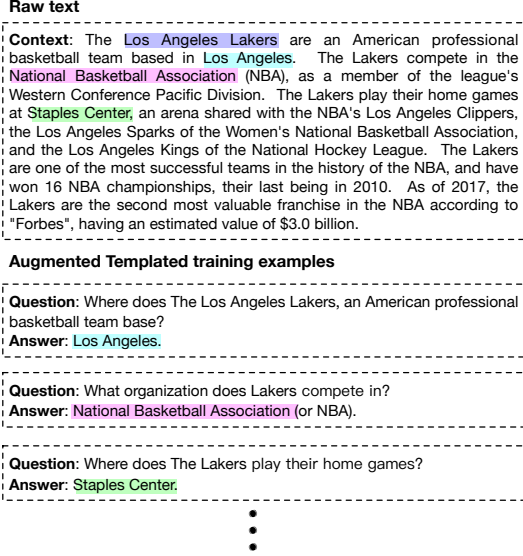 Raw text
Context: The Los Angeles Lakers are an American professional
basketball team based in Los Angeles. The Lakers compete in the
National Basketball Association (NBA), as a member of the league's
Western Conference Pacific Division. The Lakers play their home games
at Staples Center, an arena shared with the NBA's Los Angeles Clippers,
the Los Angeles Sparks of the Women's National Basketball Association,
and the Los Angeles Kings of the National Hockey League. The Lakers
are one of the most successful teams in the history of the NBA, and have
won 16 NBA championships, their last being in 2010. As of 2017, the
Lakers are the second most valuable franchise in the NBA according to
"Forbes", having an estimated value of $3.0 billion.
Augmented Templated training examples
Question: Where does The Los Angeles Lakers, an American professional
basketball team base?
Answer: Los Angeles.
Question: What organization does Lakers compete in?
Answer: National Basketball Association (or NBA).
Question: Where does The Lakers play their home games?
Answer: Staples Center.